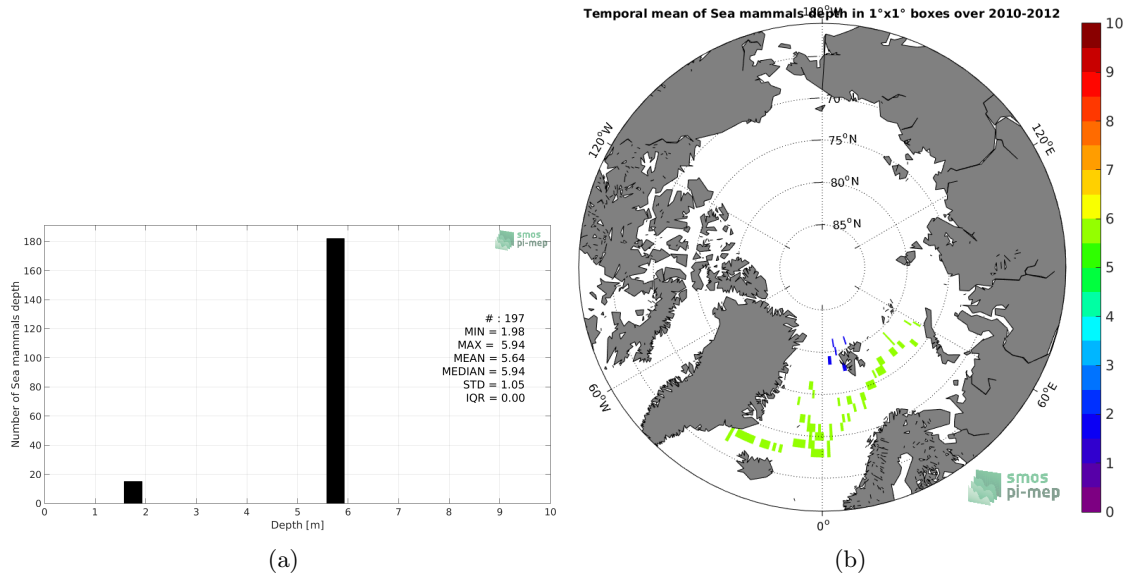 Temporal mean of Sea mammals depth in 1°x1° boxes over 2010-2012
180°W
120°W
120°E
60°W
60°E
0°
70°N
75°N
80°N
85°N
10
9
8
7
6
5
4
3
2
1
0
smos
pi-mep
Number of Sea mammals depth
180
160
140
120
100
80
60
40
20
0
smos
pi-mep
# : 197
MIN = 1.98
MAX = 5.94
MEAN = 5.64
MEDIAN = 5.94
STD = 1.05
IQR = 0.00
0 1 2 3 4 5 6 7 8 9 10
Depth [m]
(a)
(b)